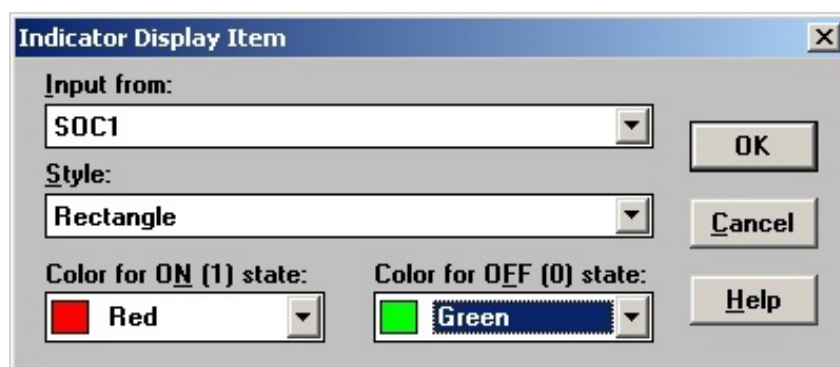 Indicator Display Item
Input from:
SOC1
OK
Style:
Rectangle
Cancel
Color for ON (1) state: Color for OFF (0) state:
Red Green
Help